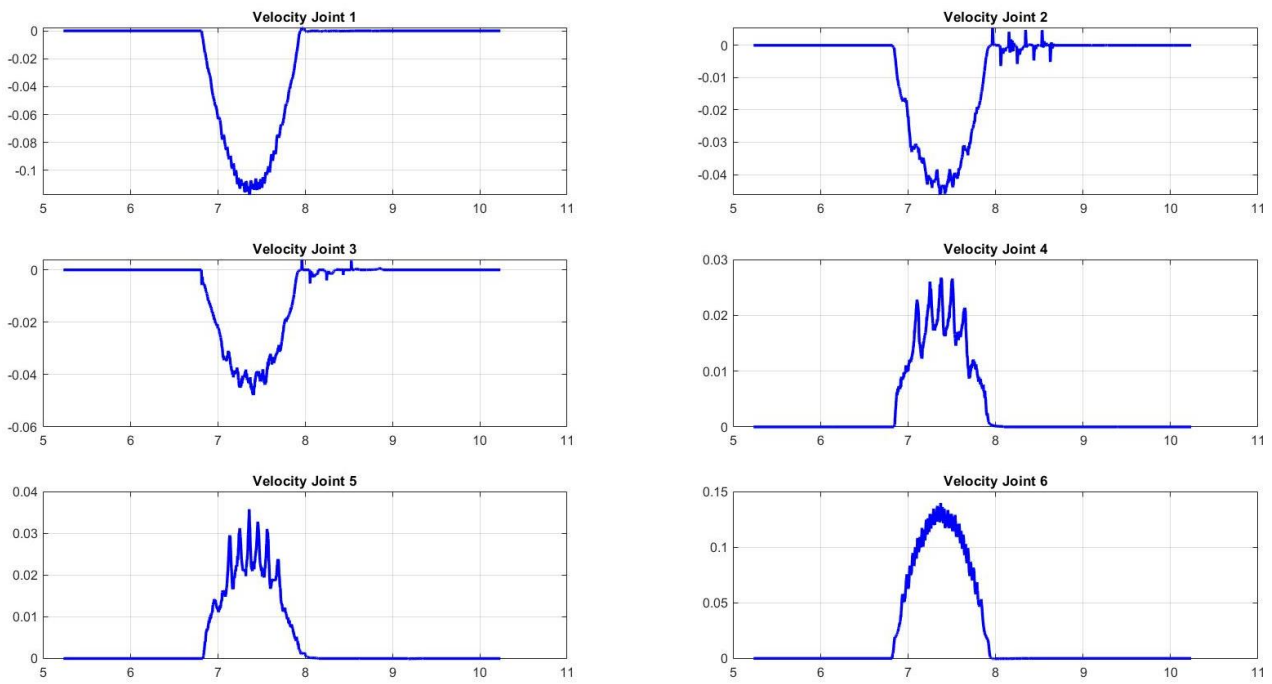 Velocity Joint 1
0
-0.02
-0.04
-0.06
-0.08
-0.1
5 6 7 8 9 10 11
Velocity Joint 2
0
-0.01
-0.02
-0.03
-0.04
5 6 7 8 9 10 11
Velocity Joint 3
0
-0.02
-0.04
-0.06
5 6 7 8 9 10 11
Velocity Joint 4
0.03
0.02
0.01
0
5 6 7 8 9 10 11
Velocity Joint 5
0.04
0.03
0.02
0.01
0
5 6 7 8 9 10 11
Velocity Joint 6
0.15
0.1
0.05
0
5 6 7 8 9 10 11